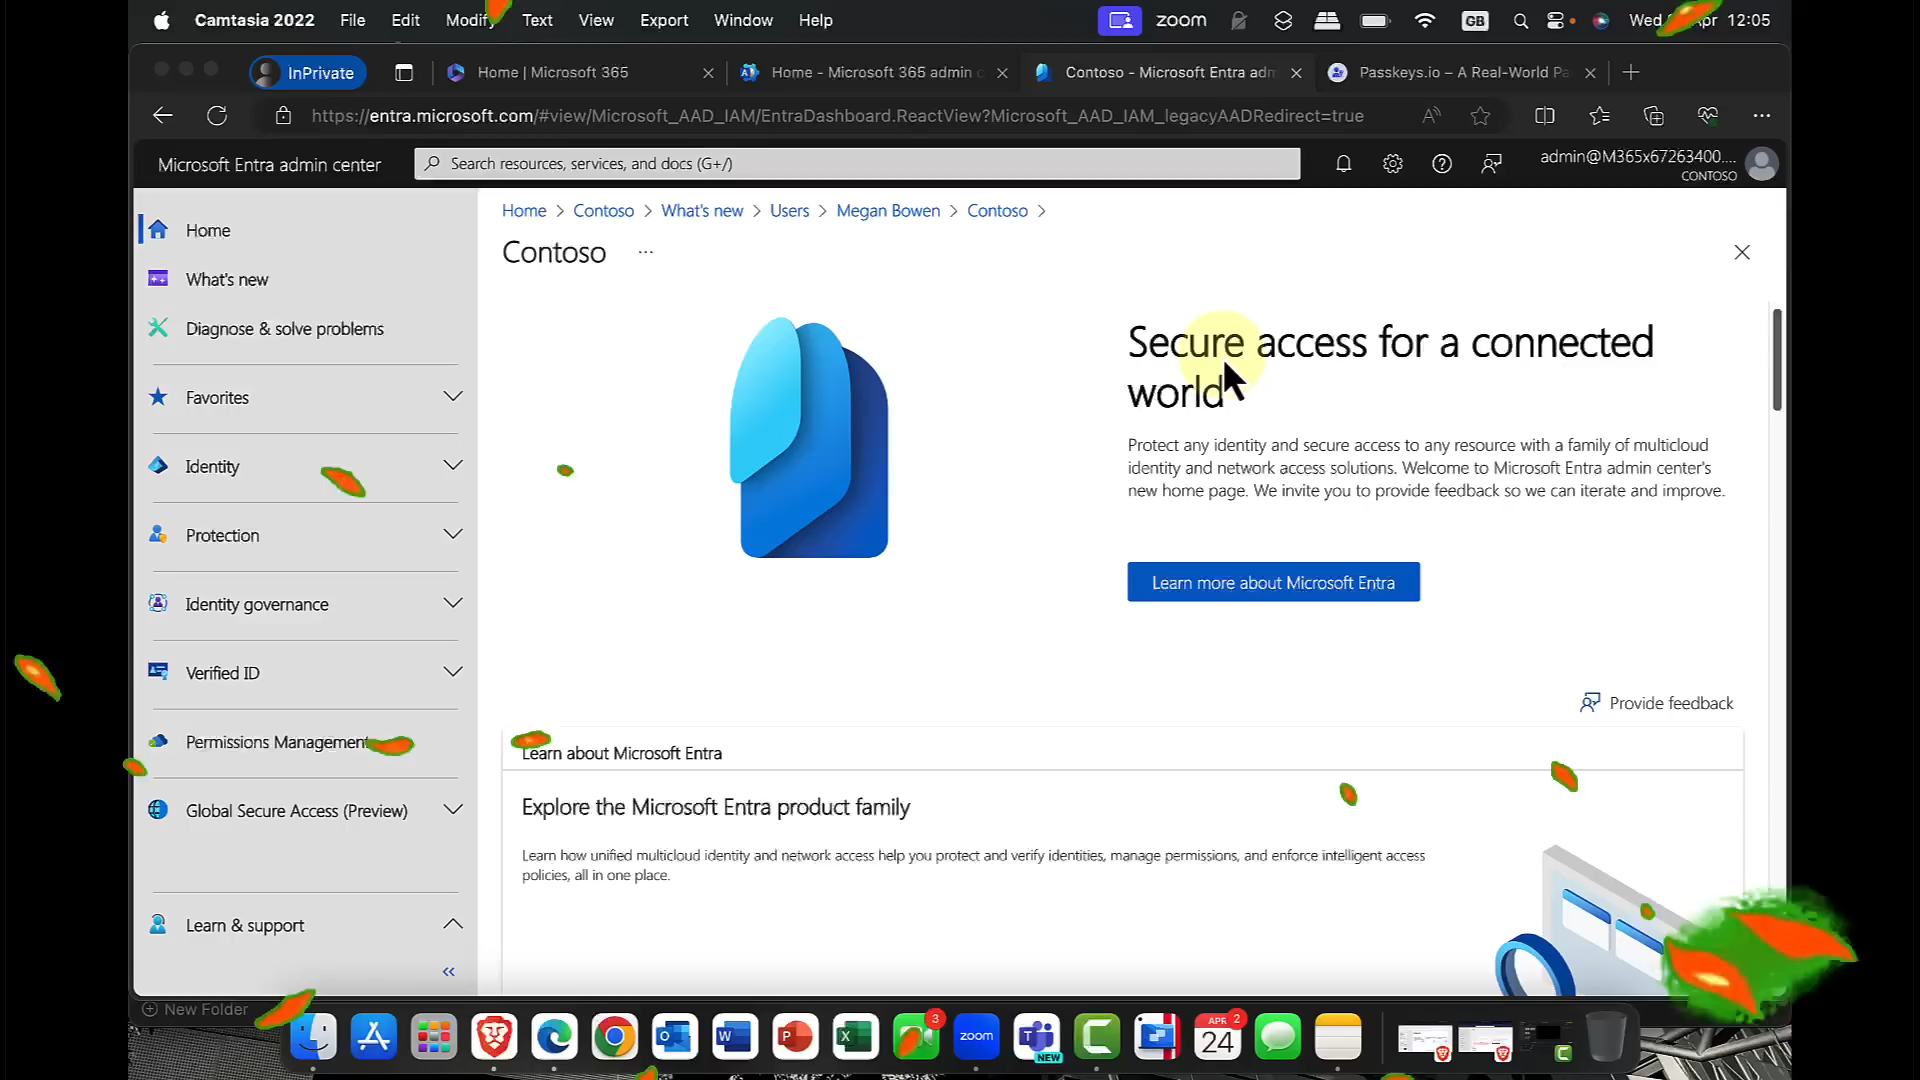 Camtasia 2022 File Edit Modify Text View Export Window Help zoom GB Wed Apr 12:05
InPrivate Home | Microsoft 365 Home - Microsoft 365 admin c Contoso - Microsoft Entra adm Passkeys.io – A Real-World Pa
https://entra.microsoft.com/#view/Microsoft_AAD_IAM/EntraDashboard.ReactView?Microsoft_AAD_IAM_legacyAADRedirect=true
Microsoft Entra admin center Search resources, services, and docs (G+/) admin@M365x67263400....
CONTOSO
Home > Contoso > What's new > Users > Megan Bowen > Contoso >
Contoso ...
Home
What's new
Diagnose & solve problems
Favorites
Identity
Protection
Identity governance
Verified ID
Permissions Management
Global Secure Access (Preview)
Learn & support
Secure access for a connected
world
Protect any identity and secure access to any resource with a family of multicloud
identity and network access solutions. Welcome to Microsoft Entra admin center's
new home page. We invite you to provide feedback so we can iterate and improve.
Learn more about Microsoft Entra
Provide feedback
Learn about Microsoft Entra
Explore the Microsoft Entra product family
Learn how unified multicloud identity and network access help you protect and verify identities, manage permissions, and enforce intelligent access
policies, all in one place.
New Folder
3
zoom
NEW
APR 2
24